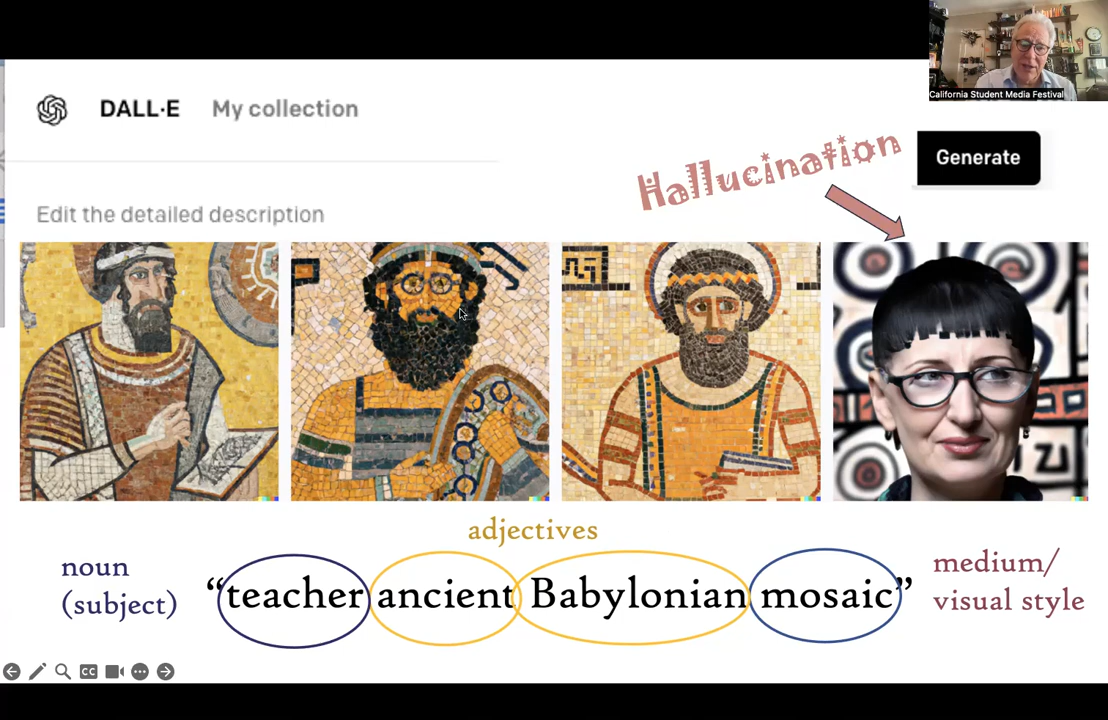 California Student Media Festival
DALL·E My collection
Hallucination
Generate
Edit the detailed description
adjectives
noun
(subject)
“teacher ancient Babylonian mosaic”
medium/
visual style
CC